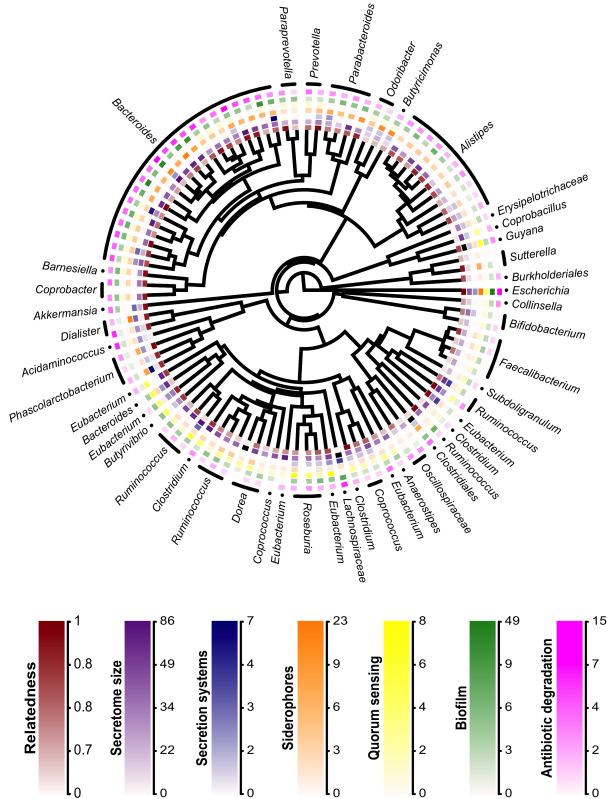 Paraprevotella
Prevotella
Parabacteroides
Odoribacter
Butyricimonas
Alistipes
Erysipelotrichaceae
Coprobacillus
Guyana
Sutterella
Burkholderiales
Escherichia
Collinsella
Bifidobacterium
Faecalibacterium
Subdoligranulum
Ruminococcus
Eubacterium
Clostridium
Ruminococcus
Clostridiales
Oscillospiraceae
Anaerostipes
Eubacterium
Coprococcus
Clostridium
Lachnospiraceae
Eubacterium
Roseburia
Eubacterium
Coprococcus
Dorea
Ruminococcus
Clostridium
Ruminococcus
Butyrivibrio
Eubacterium
Bacteroides
Eubacterium
Phascolarctobacterium
Acidaminococcus
Dialister
Akkermansia
Coprobacter
Barnesiella
Bacteroides
Relatedness
1
0.8
0.8
0.7
0
Secretome size
86
49
34
22
0
Secretion systems
7
4
3
2
0
Siderophores
23
9
6
3
0
Quorum sensing
8
6
4
2
0
Biofilm
49
9
6
3
0
Antibiotic degradation
15
7
4
2
0